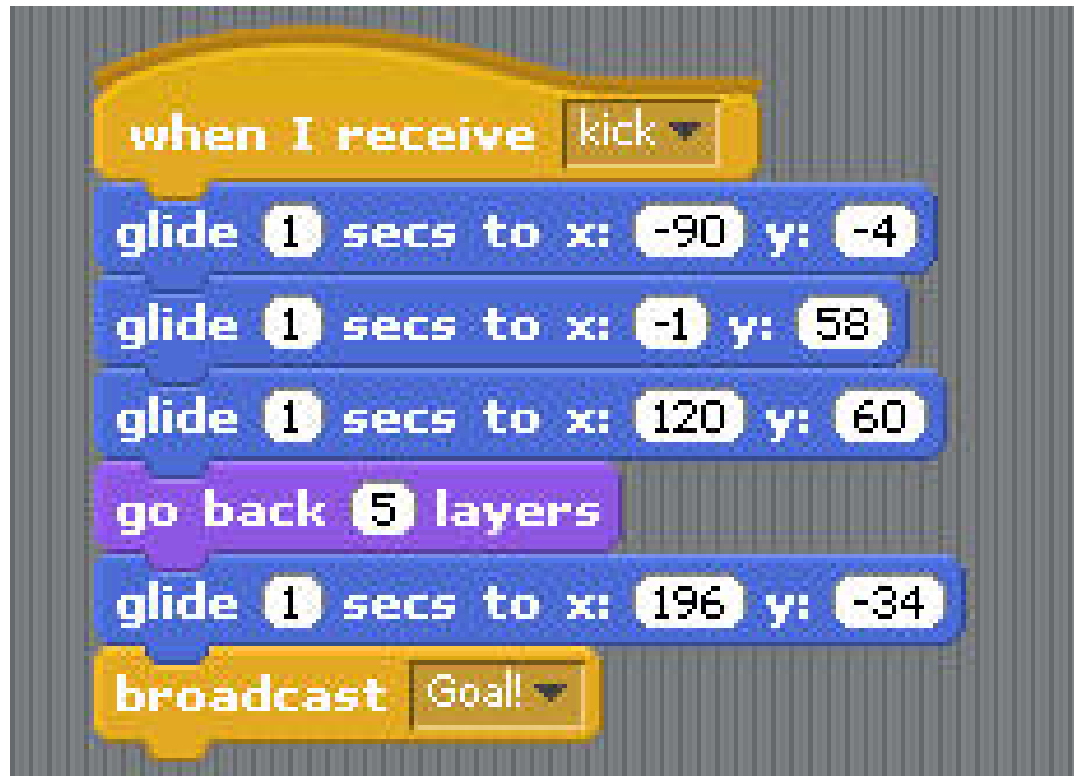 when I receive kick
glide 1 secs to x: -90 y: -4
glide 1 secs to x: -1 y: 58
glide 1 secs to x: 120 y: 60
go back 5 layers
glide 1 secs to x: 196 y: -34
broadcast Goal!